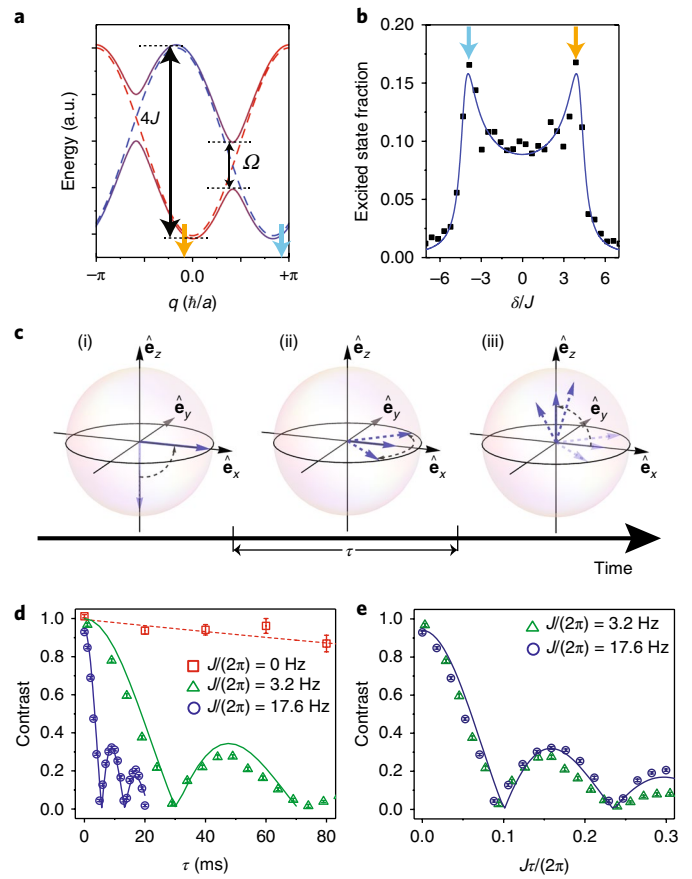 a
Energy (a.u.)
4J
Ω
−π
0.0
+π
q (ℏ/a)
b
Excited state fraction
0.20
0.15
0.10
0.05
0.00
−6
−3
0
3
6
δ/J
c
(i)
ê_z
ê_y
ê_x
(ii)
ê_z
ê_y
ê_x
(iii)
ê_z
ê_y
ê_x
τ
Time
d
Contrast
1.0
0.8
0.6
0.4
0.2
0.0
J/(2π) = 0 Hz
J/(2π) = 3.2 Hz
J/(2π) = 17.6 Hz
0
20
40
60
80
τ (ms)
e
Contrast
1.0
0.8
0.6
0.4
0.2
0.0
J/(2π) = 3.2 Hz
J/(2π) = 17.6 Hz
0.0
0.1
0.2
0.3
Jτ/(2π)